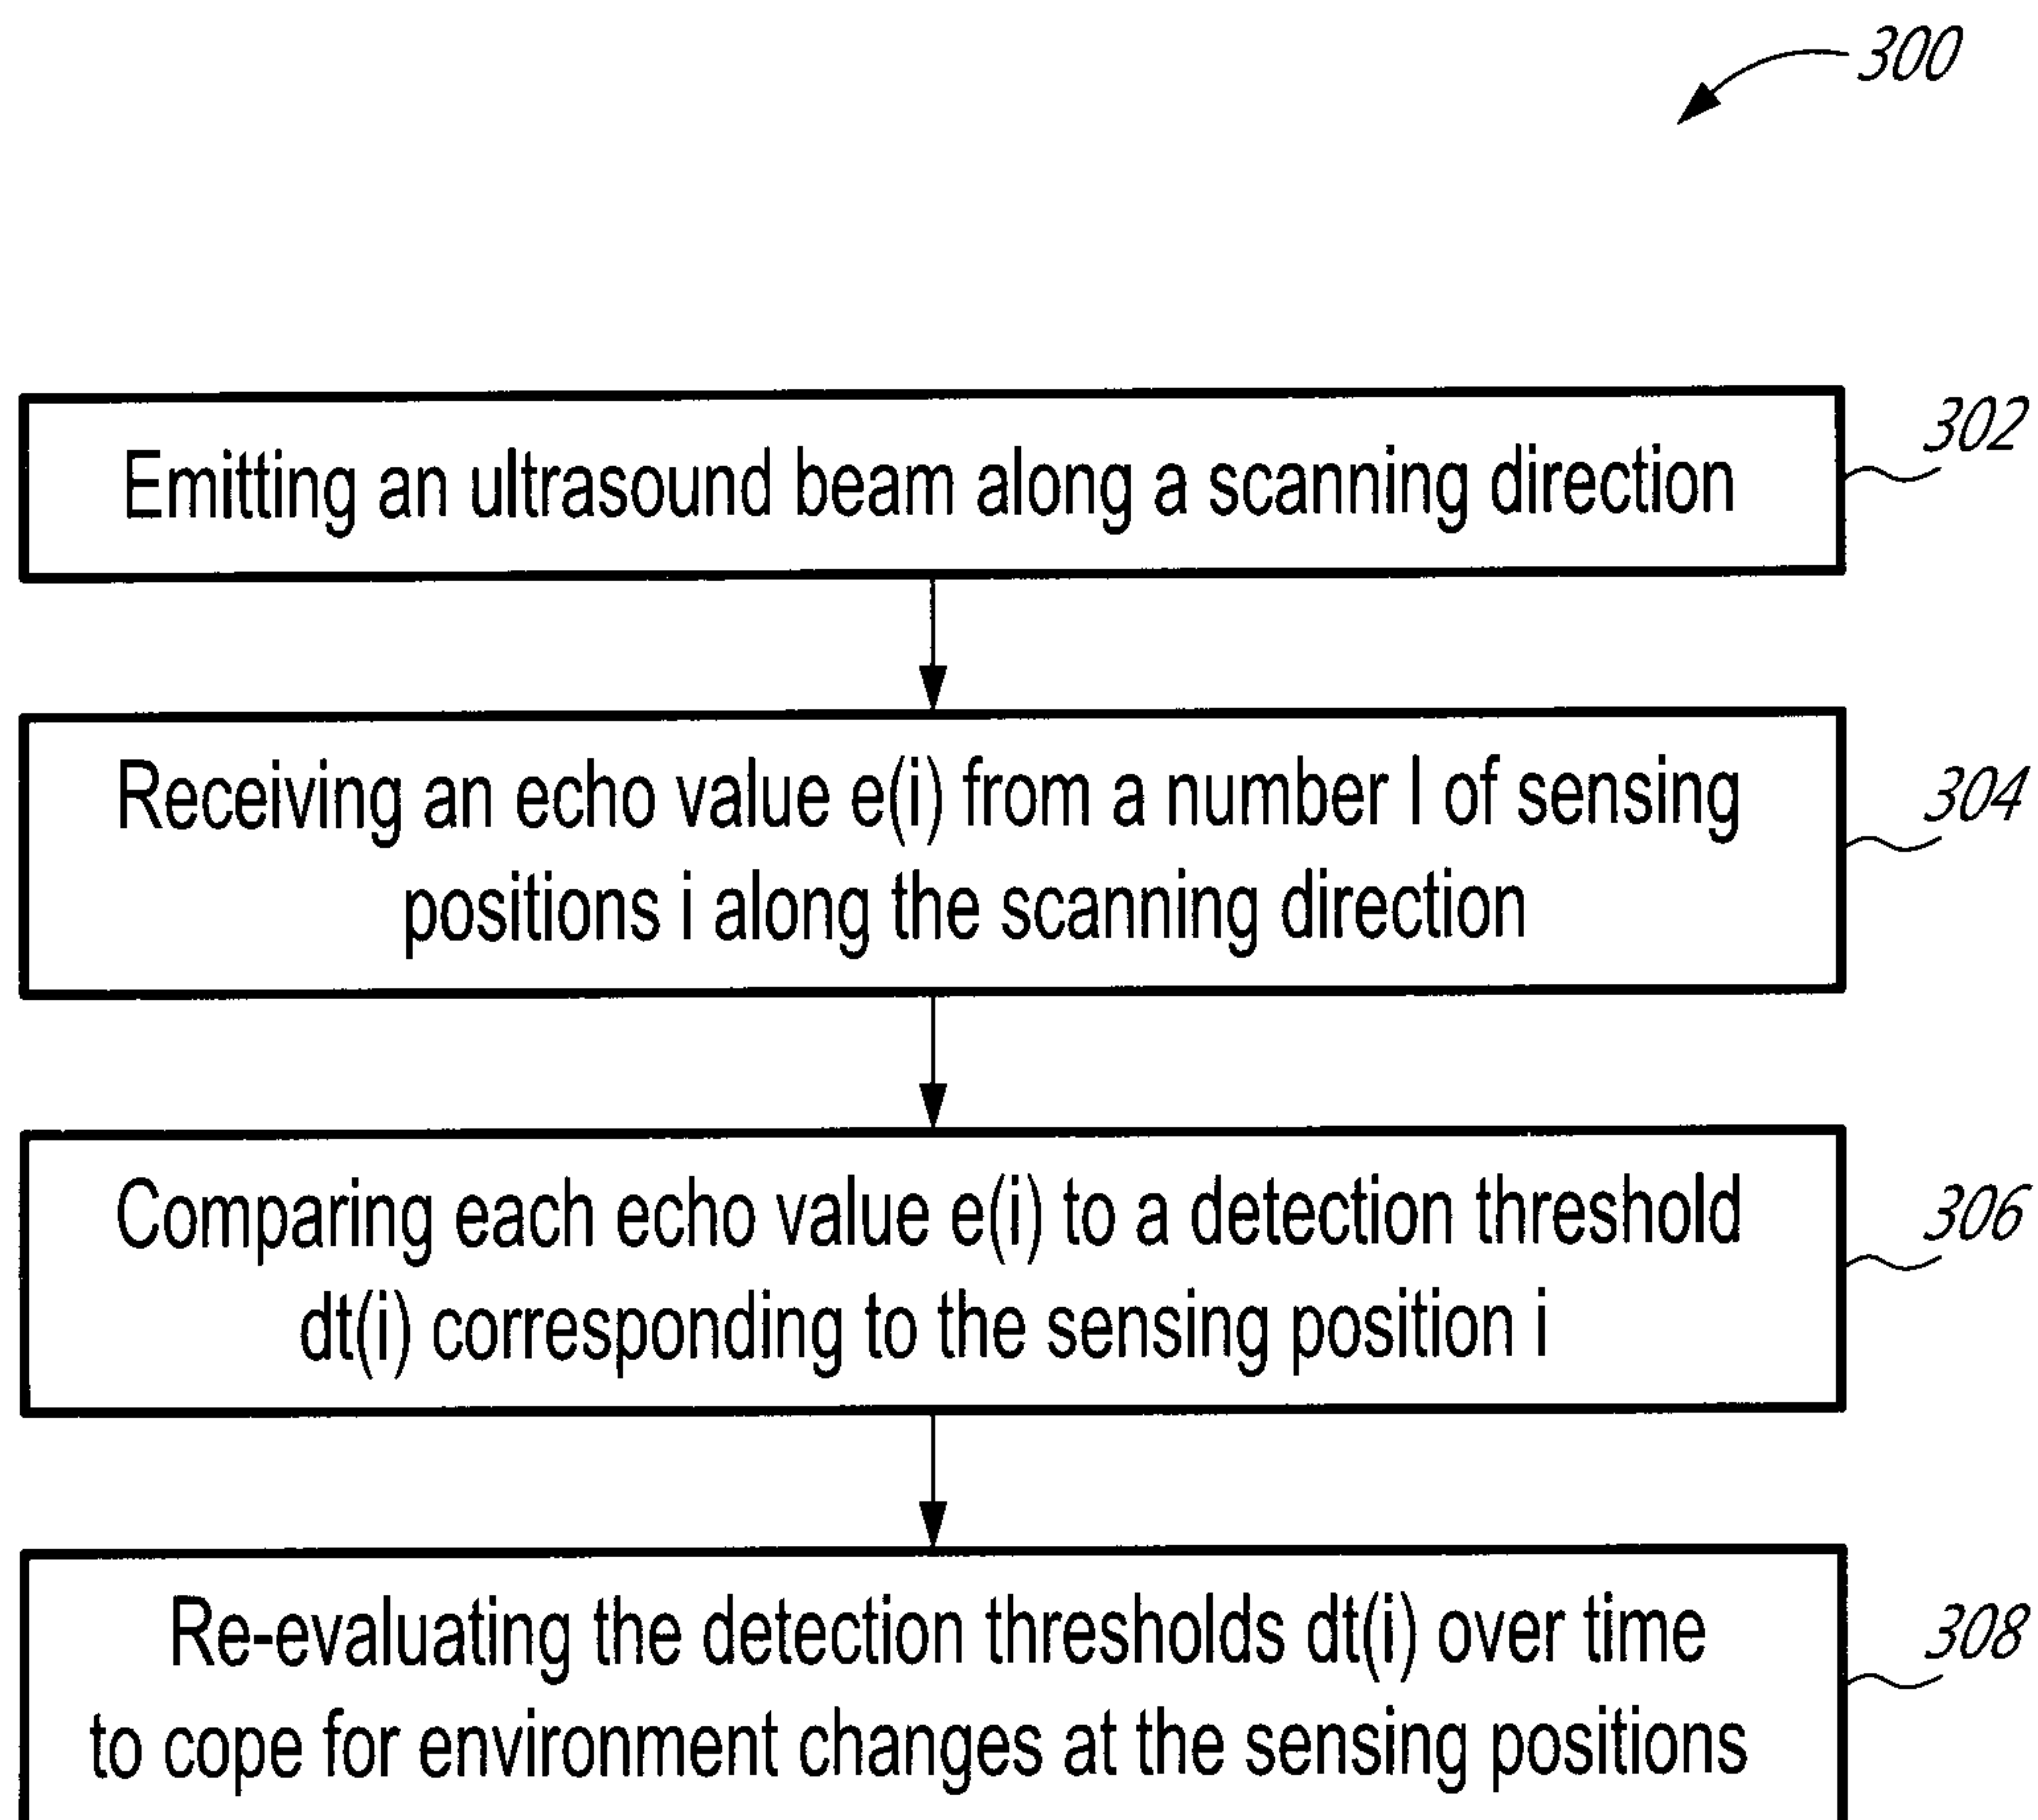 300
Emitting an ultrasound beam along a scanning direction
302
Receiving an echo value e(i) from a number I of sensing
positions i along the scanning direction
304
Comparing each echo value e(i) to a detection threshold
dt(i) corresponding to the sensing position i
306
Re-evaluating the detection thresholds dt(i) over time
to cope for environment changes at the sensing positions
308